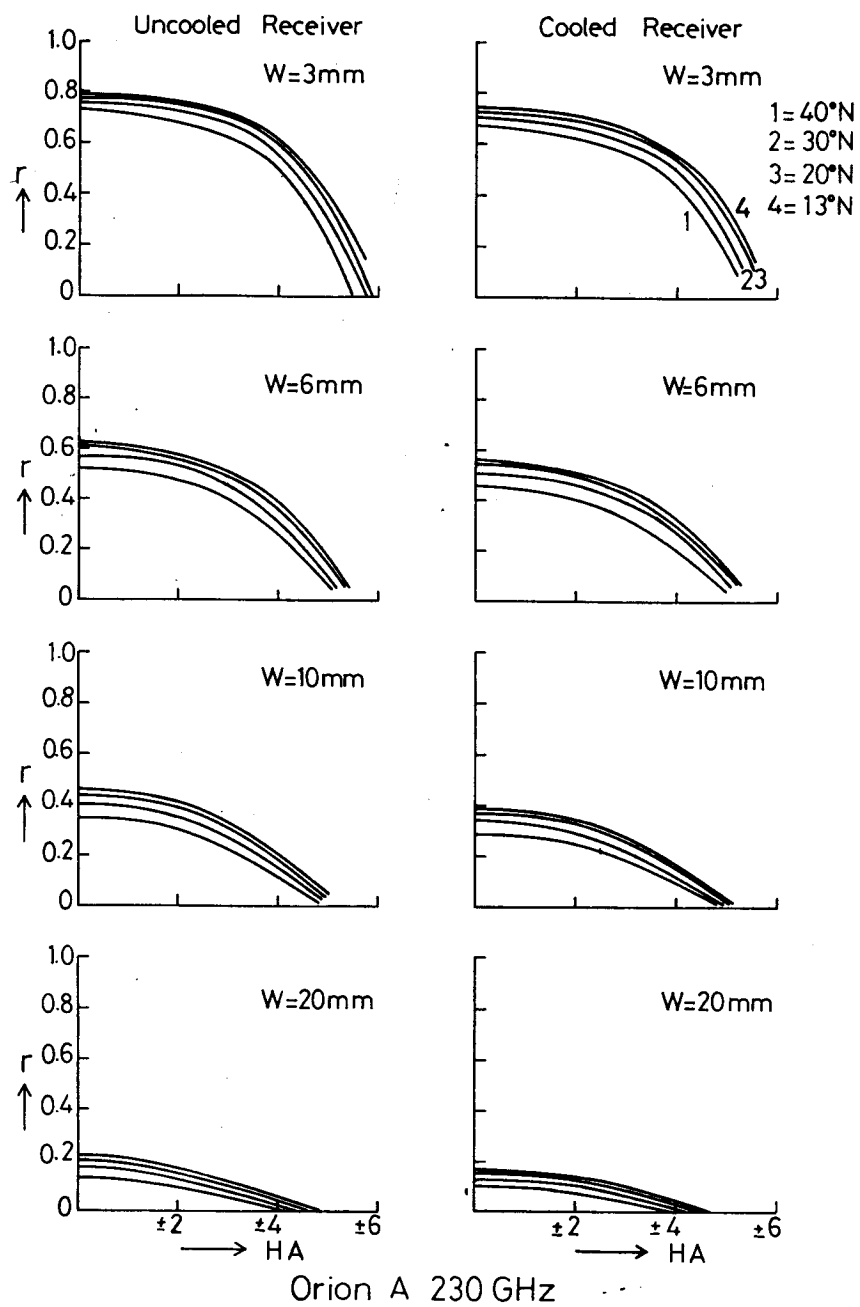 Uncooled Receiver
Cooled Receiver
W=3mm
1.0
0.8
0.6
0.4
0.2
0
r
W=3mm
1
4
23
1=40°N
2=30°N
3=20°N
4=13°N
W=6mm
1.0
0.8
0.6
0.4
0.2
0
r
W=6mm
W=10mm
1.0
0.8
0.6
0.4
0.2
0
r
W=10mm
W=20mm
1.0
0.8
0.6
0.4
0.2
0
r
±2
±4
±6
HA
W=20mm
±2
±4
±6
HA
Orion A 230 GHz